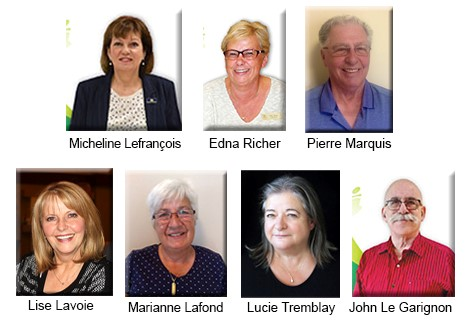 Micheline Lefrançois
Edna Richer
Pierre Marquis
Lise Lavoie
Marianne Lafond
Lucie Tremblay
John Le Garignon